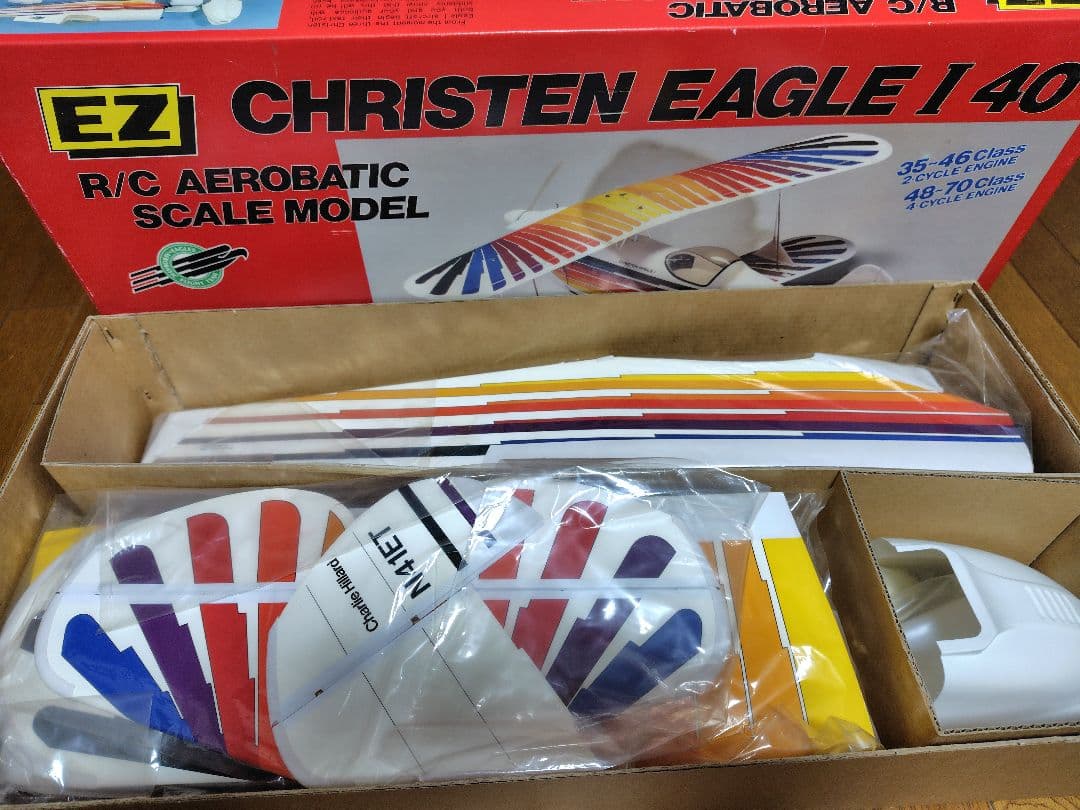 R/C AEROBATIC
EZ
EZ
CHRISTEN EAGLE I 40
R/C AEROBATIC
SCALE MODEL
35-46 Class
2 CYCLE ENGINE
48-70 Class
4 CYCLE ENGINE
N41ET
Charlie Hillard